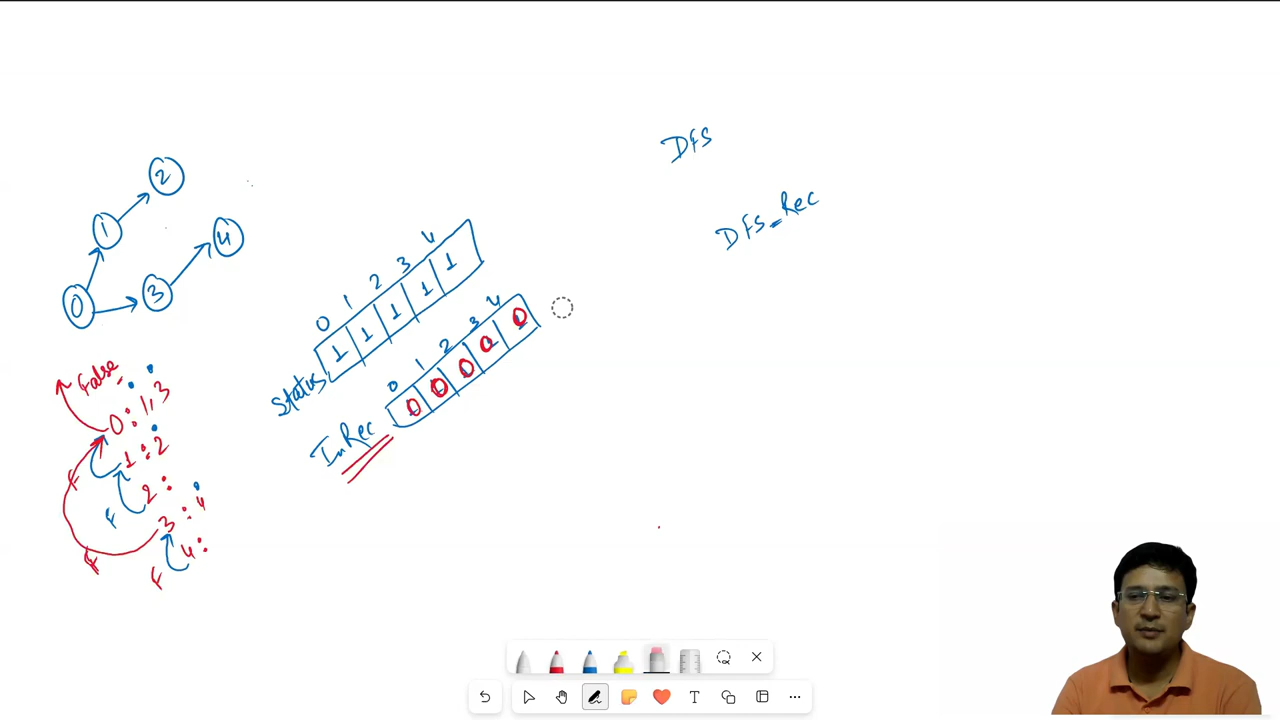 DFS
DFS_Rec
2
1
4
0
3
0 1 2 3 4
1 1 1 1 1
Status
0 1 2 3 4
0 0 0 0 0
InRec
False
0: 1, 3
1: 2
F
2:
F
3: 4
F
4:
F
T